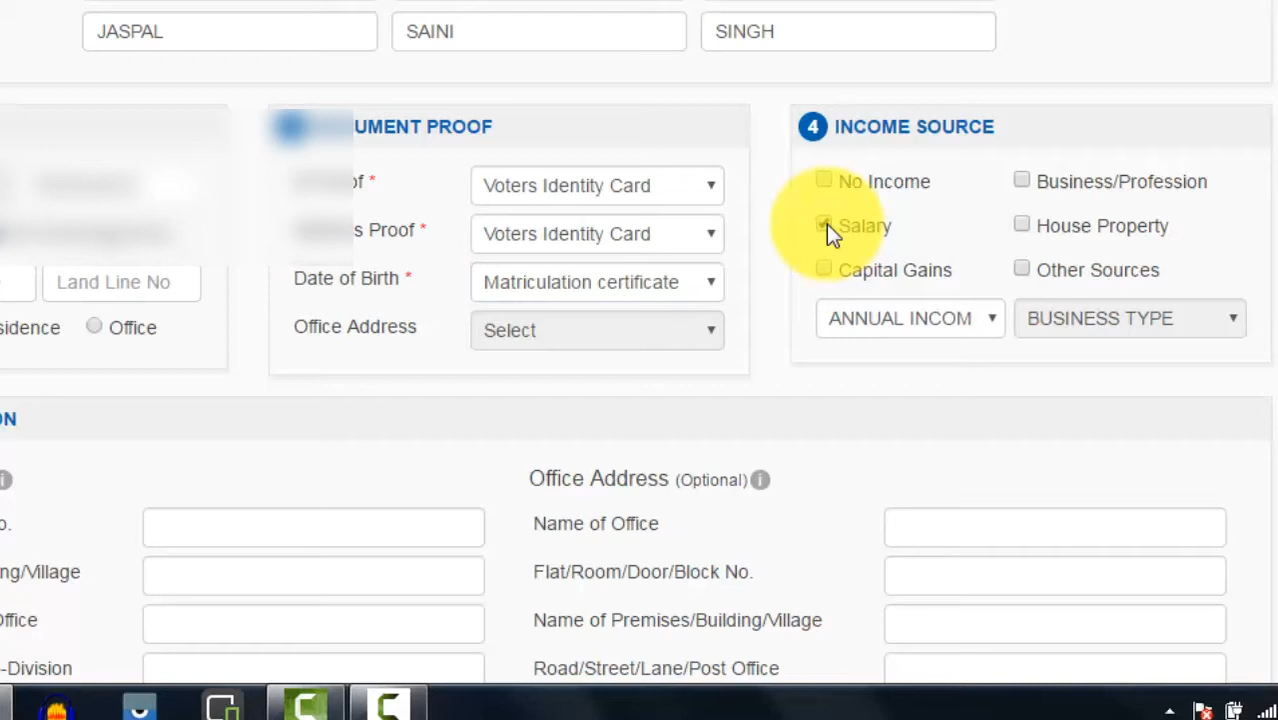 JASPAL SAINI SINGH
UMENT PROOF
4 INCOME SOURCE
of * Voters Identity Card
No Income Business/Profession
s Proof * Voters Identity Card
Salary House Property
Date of Birth * Matriculation certificate
Capital Gains Other Sources
Land Line No
Office Address Select
ANNUAL INCOM BUSINESS TYPE
sidence Office
ON
Office Address (Optional) i
o. Name of Office
ng/Village Flat/Room/Door/Block No.
Office Name of Premises/Building/Village
-Division Road/Street/Lane/Post Office